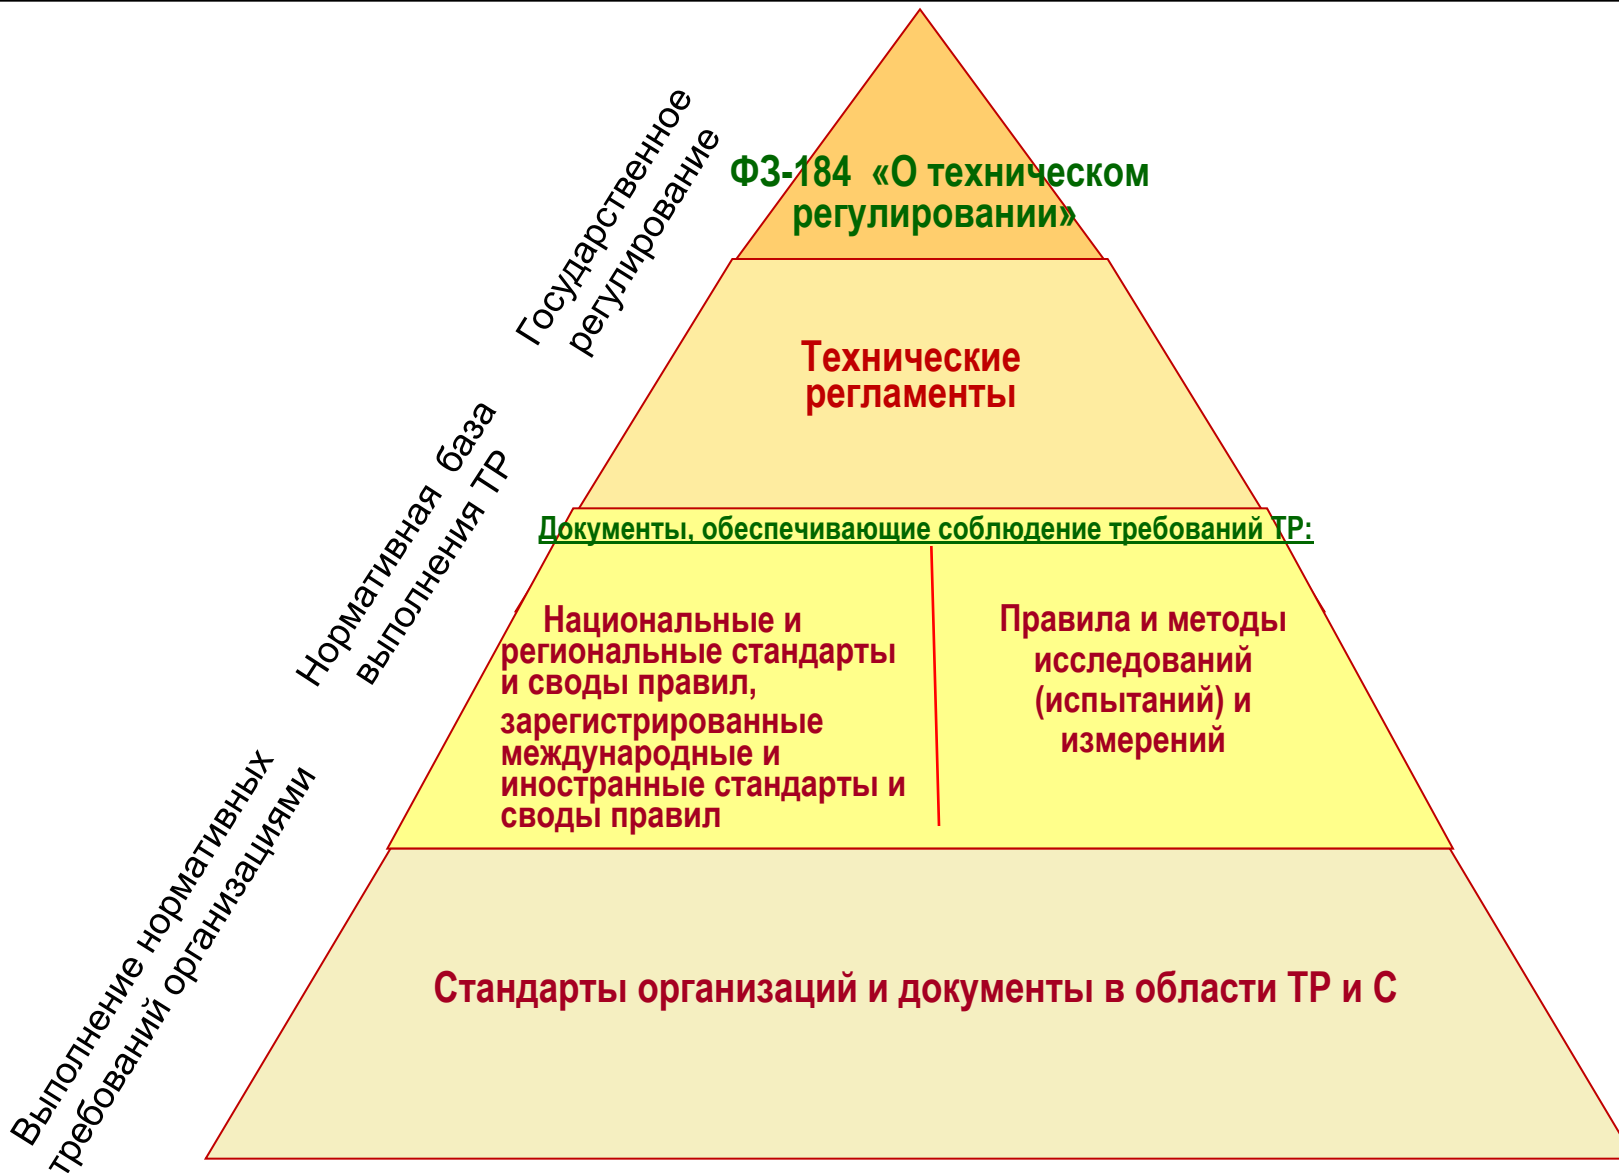 Государственное
регулирование
ФЗ-184 «О техническом
регулировании»
Технические
регламенты
Нормативная база
выполнения ТР
Документы, обеспечивающие соблюдение требований ТР:
Национальные и
региональные стандарты
и своды правил,
зарегистрированные
международные и
иностранные стандарты и
своды правил
Правила и методы
исследований
(испытаний) и
измерений
Выполнение нормативных
требований организациями
Стандарты организаций и документы в области ТР и С